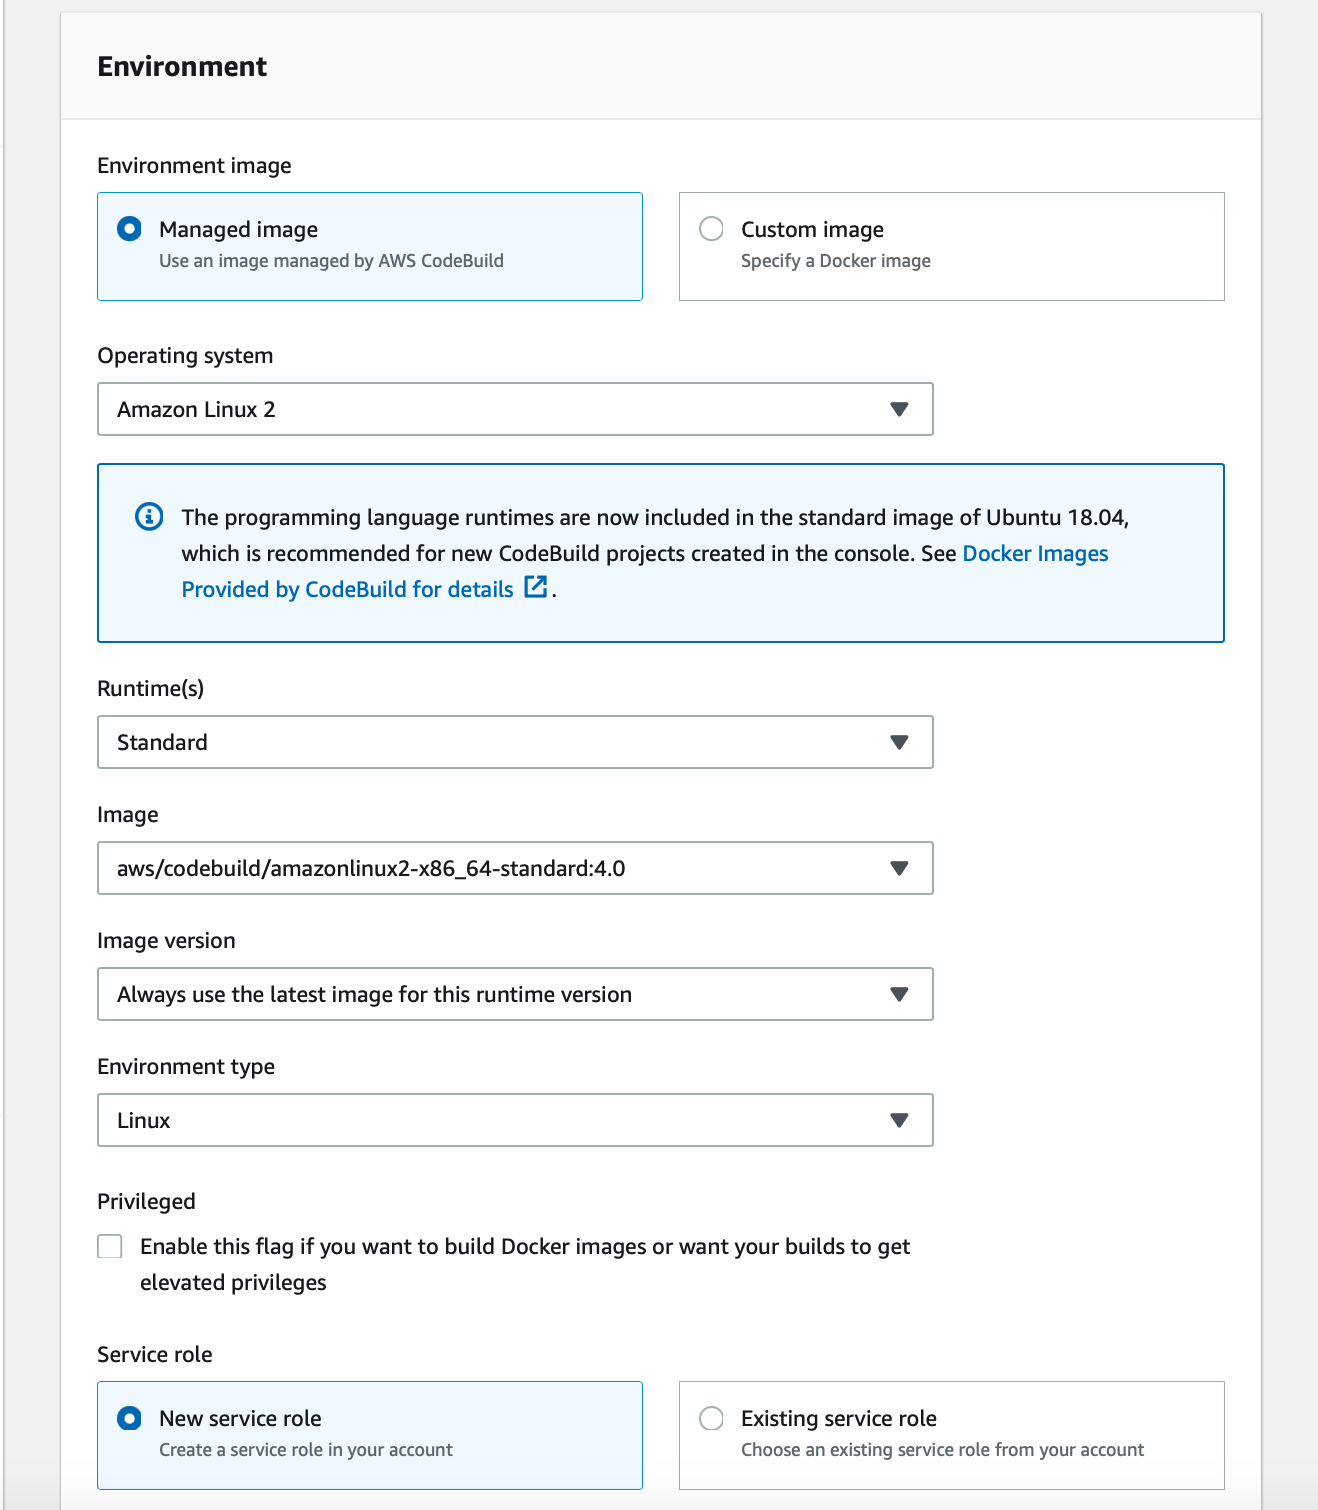 Environment
Environment image
Managed image
Use an image managed by AWS CodeBuild
Custom image
Specify a Docker image
Operating system
Amazon Linux 2
The programming language runtimes are now included in the standard image of Ubuntu 18.04,
which is recommended for new CodeBuild projects created in the console. See Docker Images
Provided by CodeBuild for details .
Runtime(s)
Standard
Image
aws/codebuild/amazonlinux2-x86_64-standard:4.0
Image version
Always use the latest image for this runtime version
Environment type
Linux
Privileged
Enable this flag if you want to build Docker images or want your builds to get
elevated privileges
Service role
New service role
Create a service role in your account
Existing service role
Choose an existing service role from your account